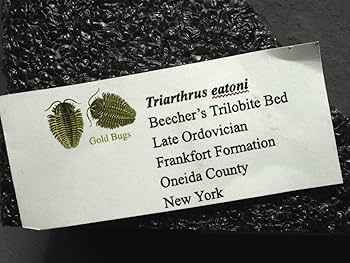 Gold Bugs
Triarthrus eatoni
Beecher's Trilobite Bed
Late Ordovician
Frankfort Formation
Oneida County
New York